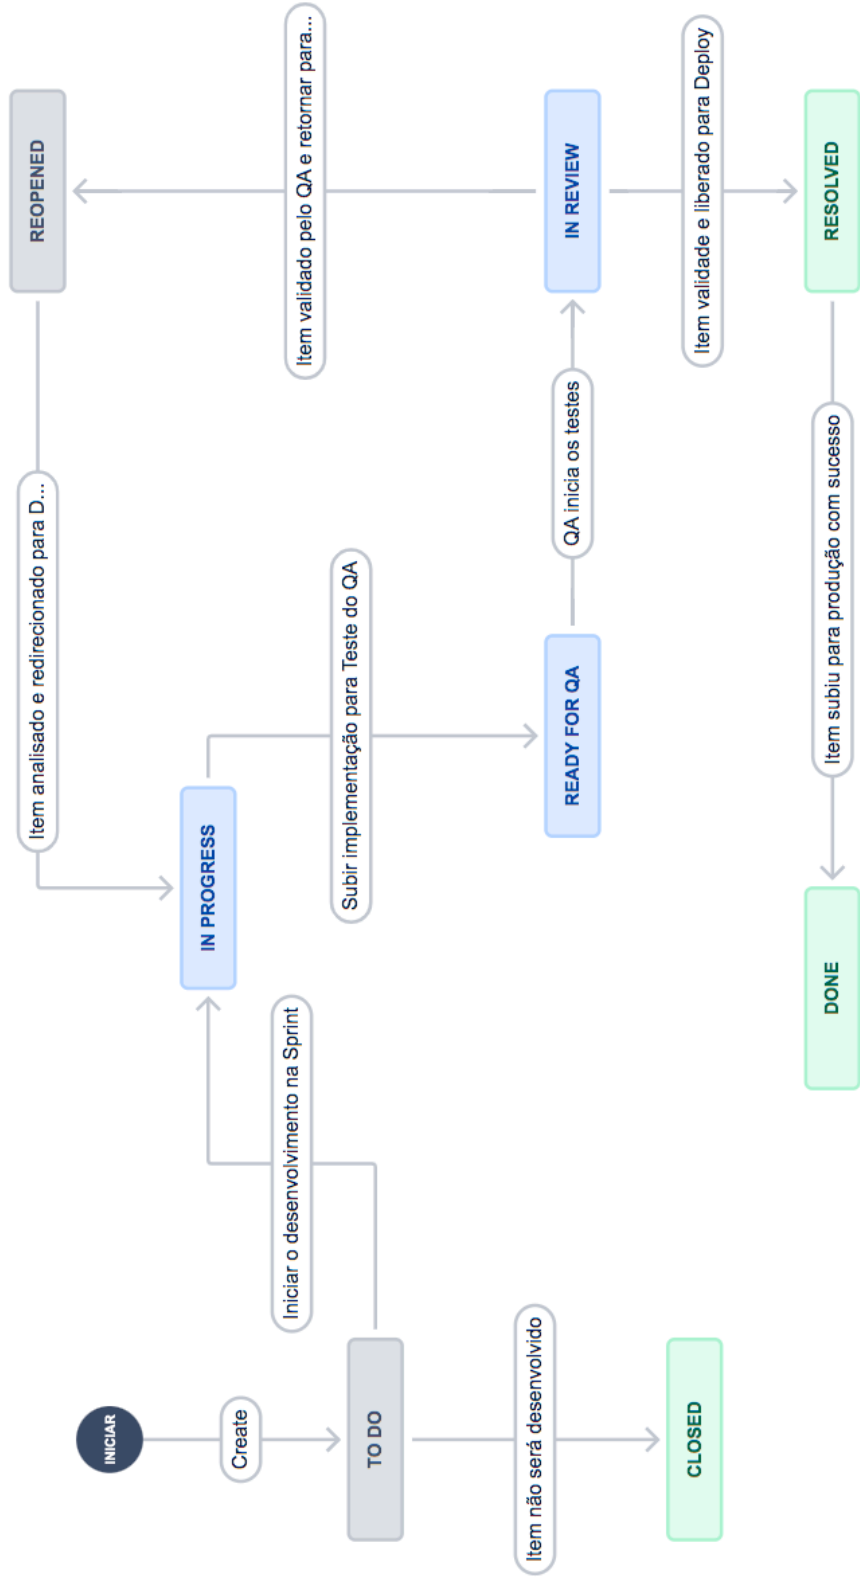 INICIAR
Create
TO DO
Item não será desenvolvido
CLOSED
Iniciar o desenvolvimento na Sprint
IN PROGRESS
Item analisado e redirecionado para D...
Subir implementação para Teste do QA
READY FOR QA
QA inicia os testes
IN REVIEW
Item validado pelo QA e retornar para...
REOPENED
Item validade e liberado para Deploy
RESOLVED
Item subiu para produção com sucesso
DONE